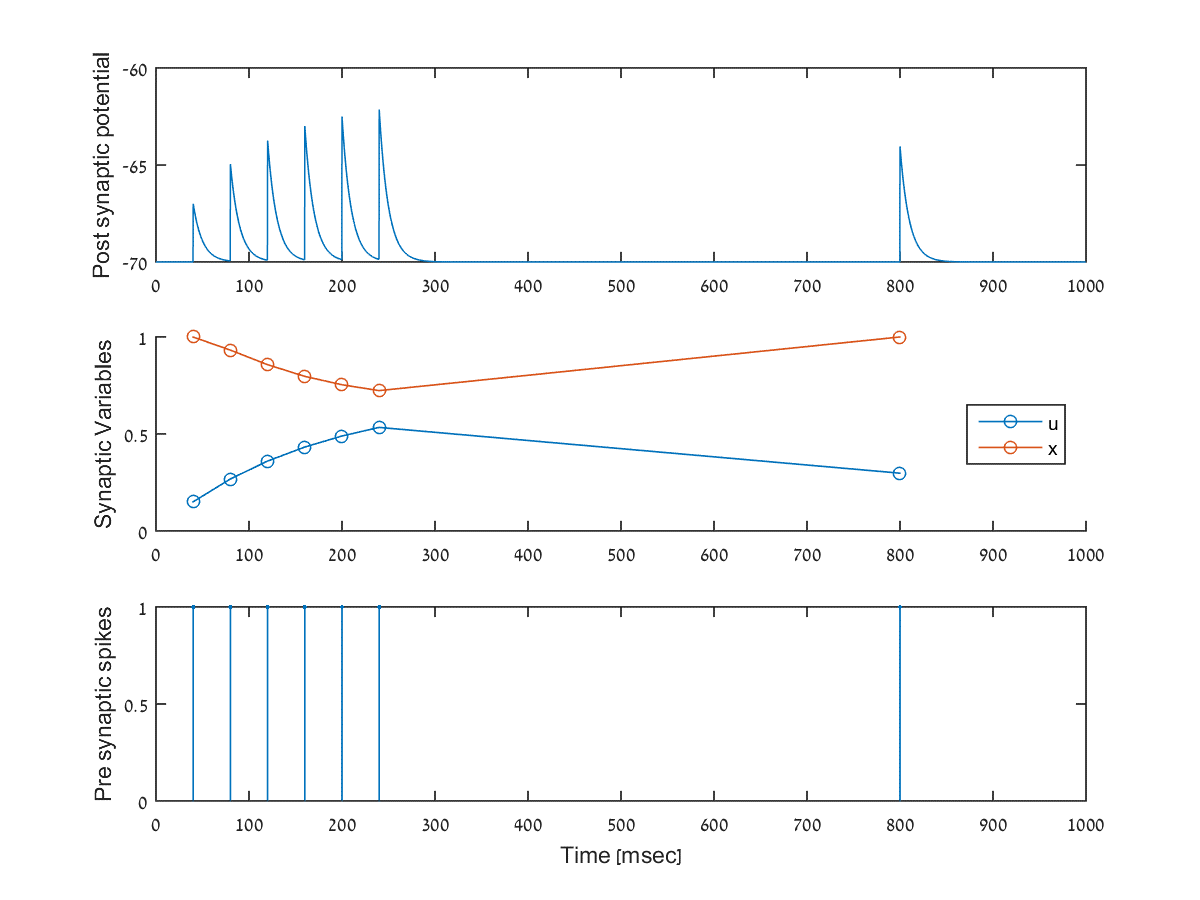 Post synaptic potential
-60
-65
-70
0 100 200 300 400 500 600 700 800 900 1000
Synaptic Variables
1
0.5
0
u
x
0 100 200 300 400 500 600 700 800 900 1000
Pre synaptic spikes
1
0.5
0
0 100 200 300 400 500 600 700 800 900 1000
Time [msec]